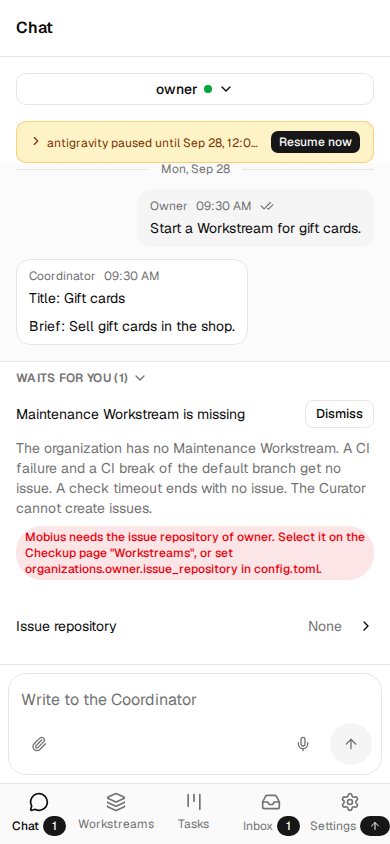 Chat
owner
antigravity paused until Sep 28, 12:0... Resume now
Mon, Sep 28
Owner 09:30 AM
Start a Workstream for gift cards.
Coordinator 09:30 AM
Title: Gift cards
Brief: Sell gift cards in the shop.
WAITS FOR YOU (1)
Maintenance Workstream is missing Dismiss
The organization has no Maintenance Workstream. A CI
failure and a CI break of the default branch get no
issue. A check timeout ends with no issue. The Curator
cannot create issues.
Mobius needs the issue repository of owner. Select it on the
Checkup page "Workstreams", or set
organizations.owner.issue_repository in config.toml.
Issue repository None
Write to the Coordinator
Chat 1 Workstreams Tasks Inbox 1 Settings